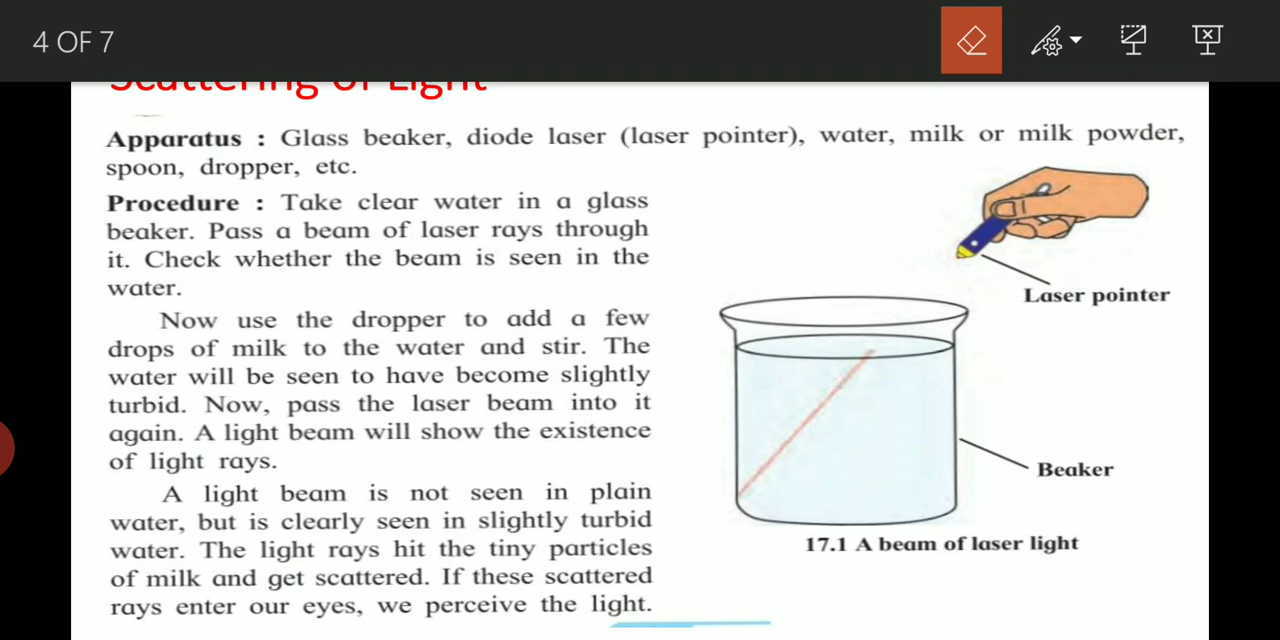 4 OF 7
Scattering of Light
Apparatus : Glass beaker, diode laser (laser pointer), water, milk or milk powder,
spoon, dropper, etc.
Procedure : Take clear water in a glass
beaker. Pass a beam of laser rays through
it. Check whether the beam is seen in the
water.
Now use the dropper to add a few
drops of milk to the water and stir. The
water will be seen to have become slightly
turbid. Now, pass the laser beam into it
again. A light beam will show the existence
of light rays.
A light beam is not seen in plain
water, but is clearly seen in slightly turbid
water. The light rays hit the tiny particles
of milk and get scattered. If these scattered
rays enter our eyes, we perceive the light.
Laser pointer
Beaker
17.1 A beam of laser light